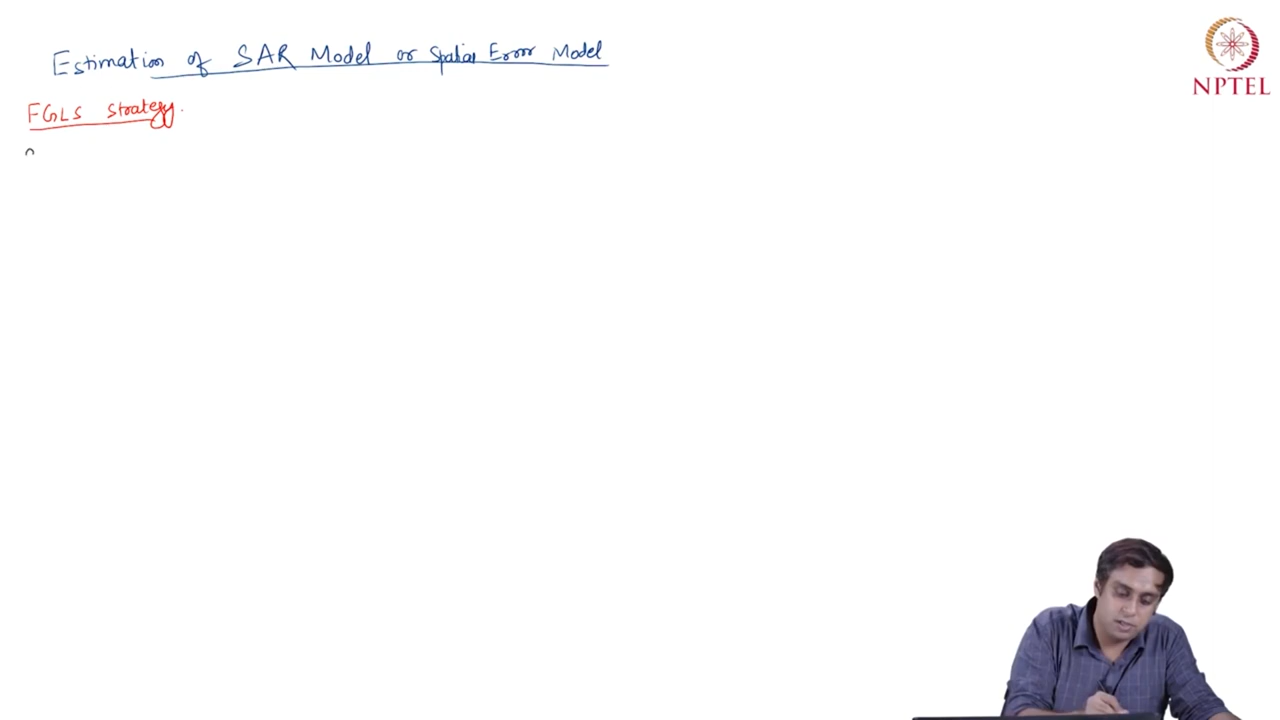 Estimation of SAR Model or Spatial Error Model
FGLS Strategy.
NPTEL